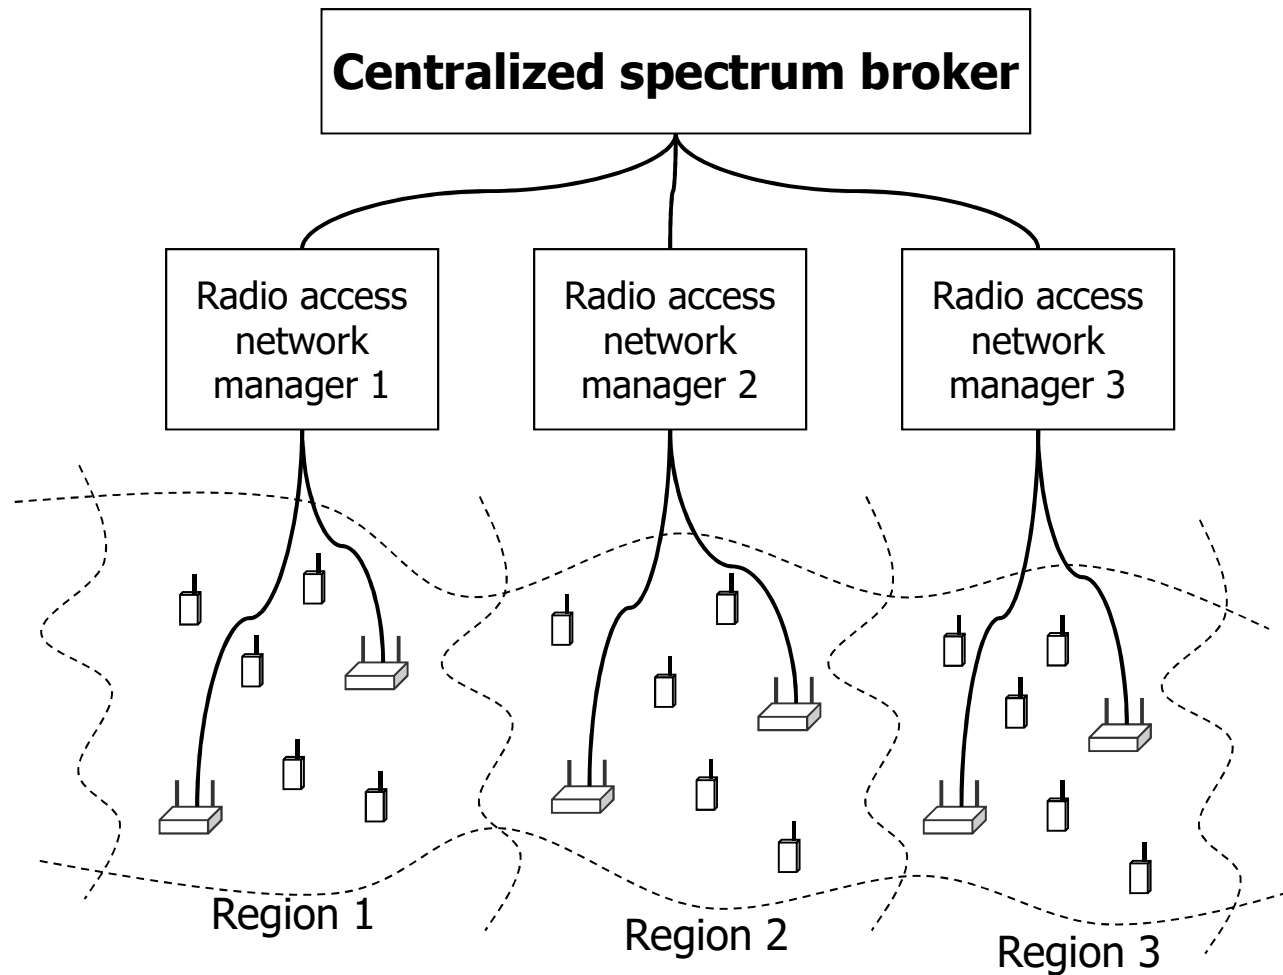 Centralized spectrum broker
Radio access
network
manager 1
Radio access
network
manager 2
Radio access
network
manager 3
Region 1
Region 2
Region 3